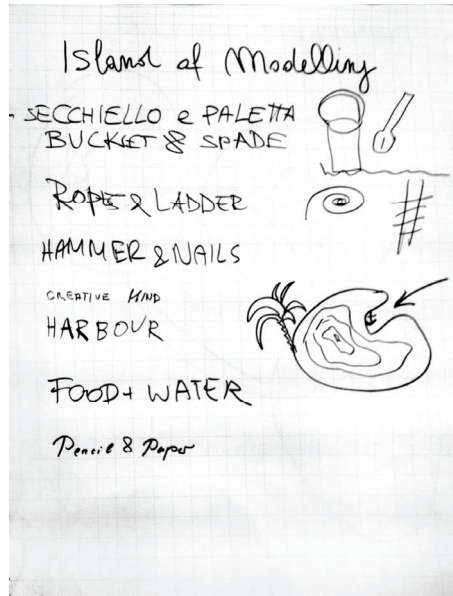 Island of Modelling
- SECCHIELLO e PALETTA
BUCKET & SPADE
ROPE & LADDER
HAMMER & NAILS
CREATIVE MIND
HARBOUR
FOOD + WATER
Pencil & Paper